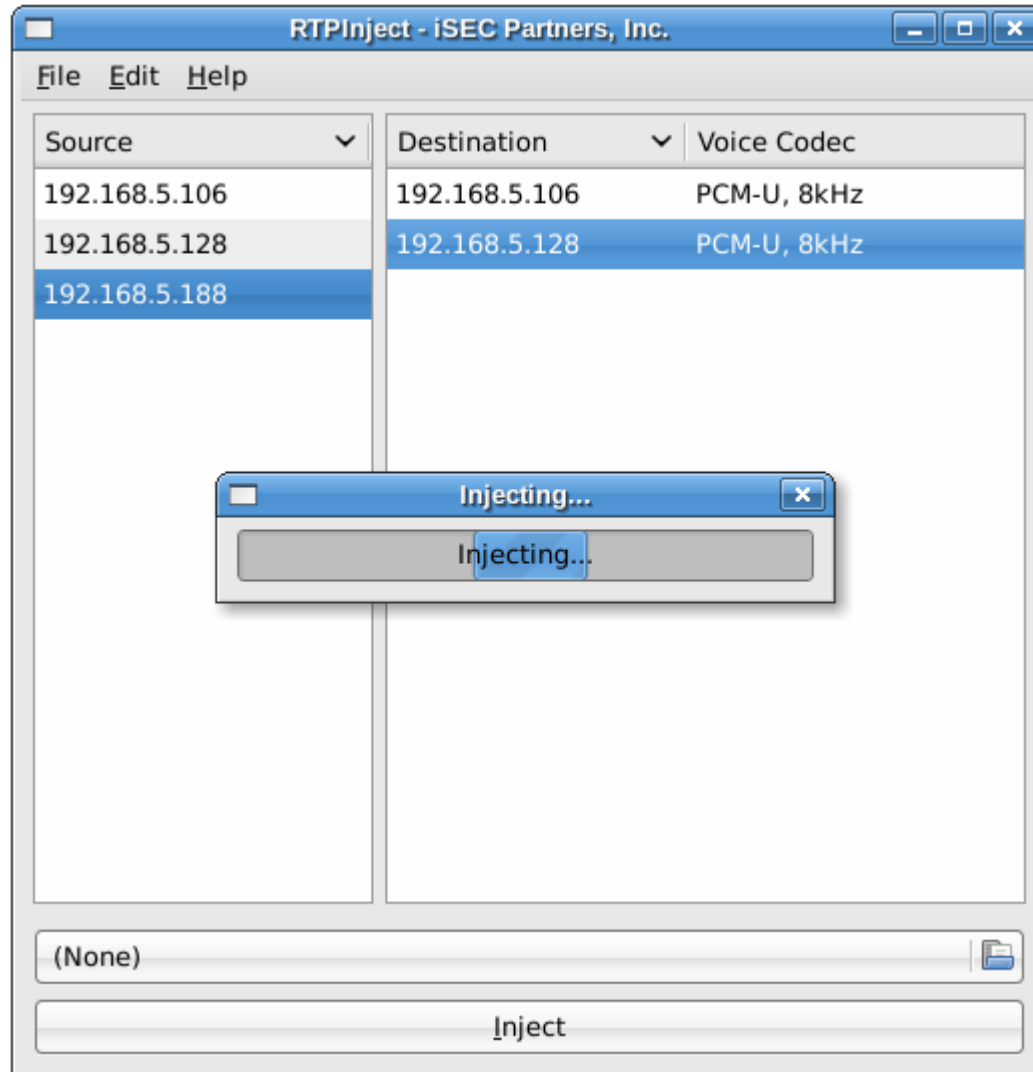 RTPInject - iSEC Partners, Inc.
File Edit Help
Source Destination Voice Codec
192.168.5.106 192.168.5.106 PCM-U, 8kHz
192.168.5.128 192.168.5.128 PCM-U, 8kHz
192.168.5.188
Injecting...
Injecting...
(None)
Inject